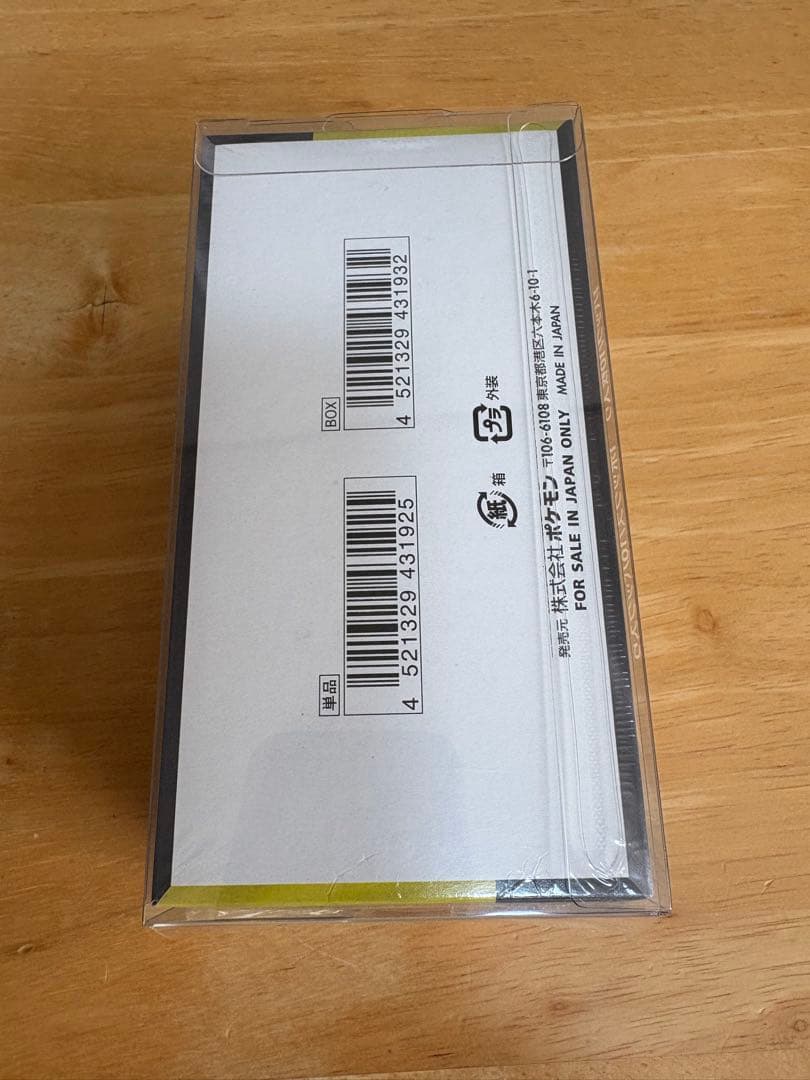 単品
4 521329 431925
BOX
4 521329 431932
紙 箱
プラ 外装
発売元 株式会社ポケモン 〒106-6108 東京都港区六本木6-10-1
FOR SALE IN JAPAN ONLY MADE IN JAPAN